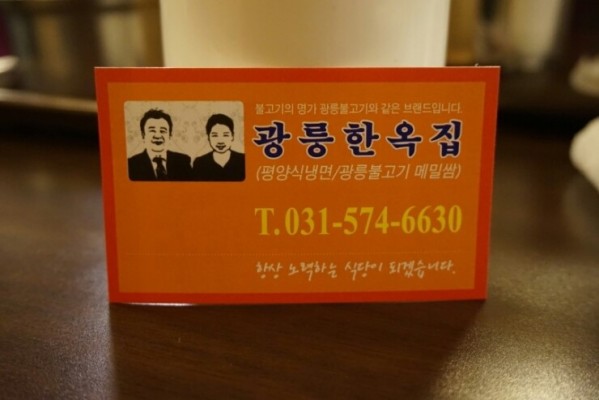 불고기의 명가 광릉불고기와 같은 브랜드입니다.
광릉한옥집
(평양식냉면/광릉불고기 메밀쌈)
T.031-574-6630
항상 노력하는 식당이 되겠습니다.